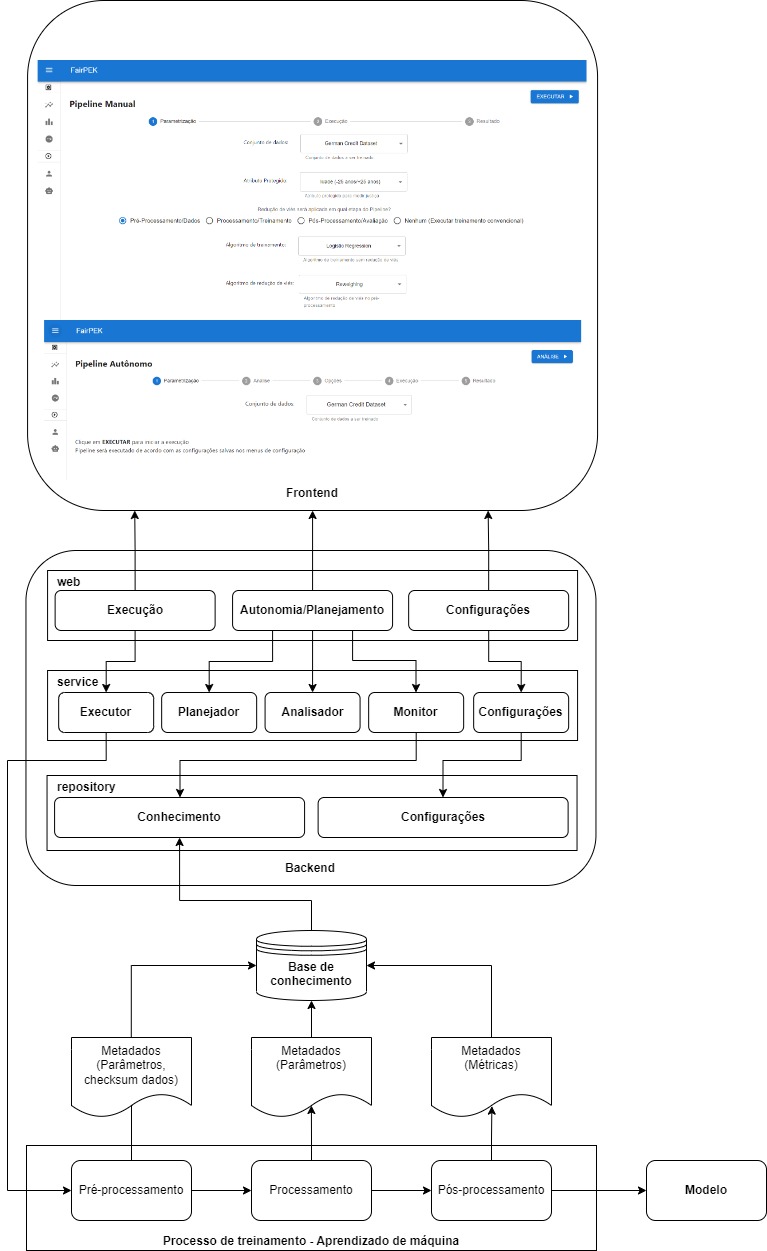 FairPEK
EXECUTAR
Pipeline Manual
1 Parametrização
2 Execução
3 Resultado
Conjunto de dados:
German Credit Dataset
Conjunto de dados a ser treinado
Atributo Protegido:
Idade (-25 anos/+25 anos)
Atributo protegido para medir justiça
Redução de viés será aplicada em qual etapa do Pipeline?
Pré-Processamento/Dados Processamento/Treinamento Pós-Processamento/Avaliação Nenhum (Executar treinamento convencional)
Algoritmo de treinamento:
Logistic Regression
Algoritmo de treinamento sem redução de viés
Algoritmo de redução de viés:
Reweighing
Algoritmo de redução de viés no pré-
processamento
FairPEK
ANÁLISE
Pipeline Autônomo
1 Parametrização
2 Análise
3 Opções
4 Execução
5 Resultado
Conjunto de dados:
German Credit Dataset
Conjunto de dados a ser treinado
Clique em EXECUTAR para iniciar a execução
Pipeline será executado de acordo com as configurações salvas nos menus de configuração
Frontend
web
Execução
Autonomia/Planejamento
Configurações
service
Executor
Planejador
Analisador
Monitor
Configurações
repository
Conhecimento
Configurações
Backend
Base de
conhecimento
Metadados
(Parâmetros,
checksum dados)
Metadados
(Parâmetros)
Metadados
(Métricas)
Pré-processamento
Processamento
Pós-processamento
Modelo
Processo de treinamento - Aprendizado de máquina